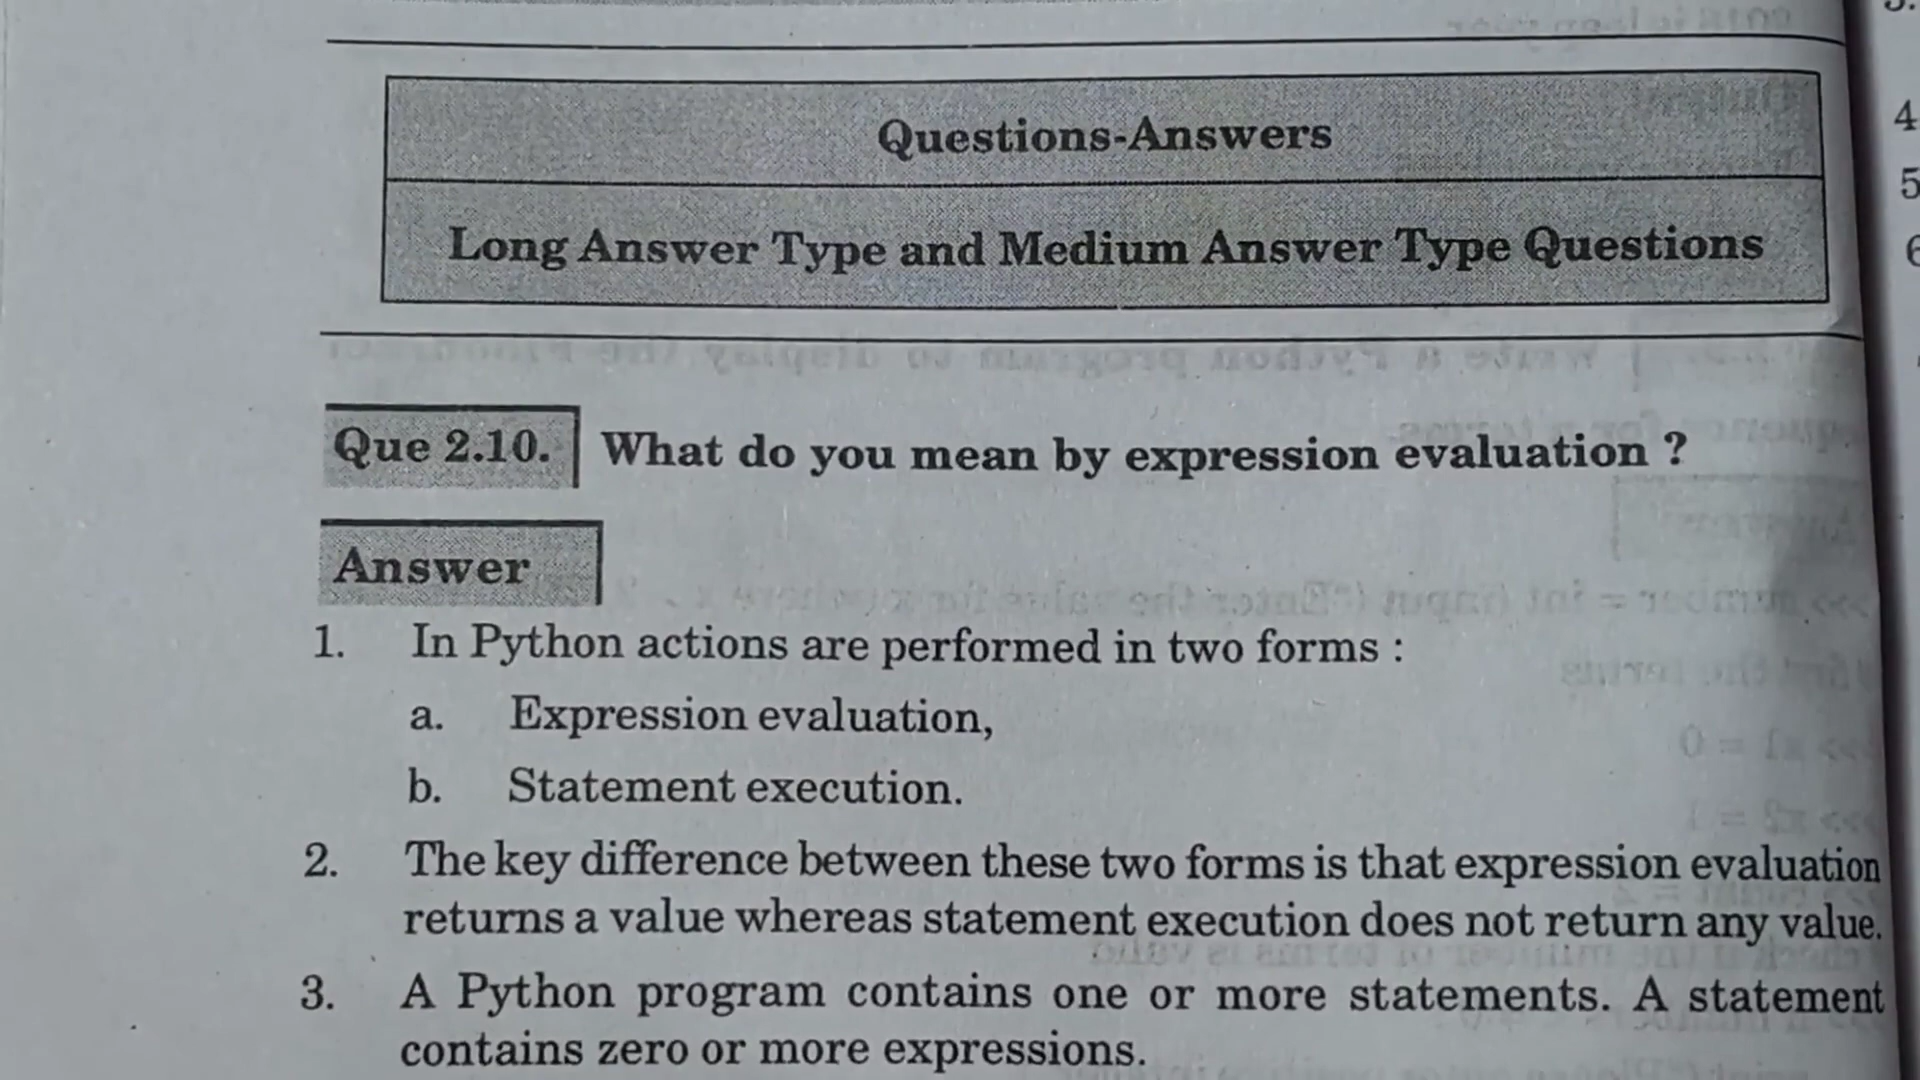 Questions-Answers
Long Answer Type and Medium Answer Type Questions
Que 2.10. What do you mean by expression evaluation ?
Answer
1. In Python actions are performed in two forms :
a. Expression evaluation,
b. Statement execution.
2. The key difference between these two forms is that expression evaluation
returns a value whereas statement execution does not return any value.
3. A Python program contains one or more statements. A statement
contains zero or more expressions.
4
5